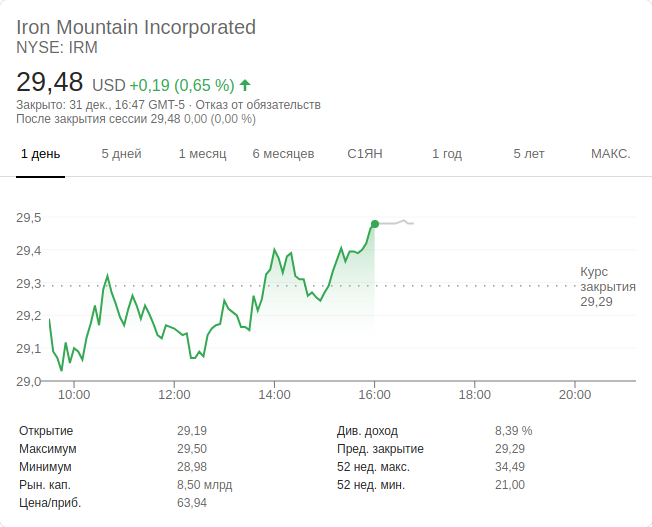 Iron Mountain Incorporated
NYSE: IRM
29,48 USD +0,19 (0,65 %)
Закрыто: 31 дек., 16:47 GMT-5 · Отказ от обязательств
После закрытия сессии 29,48 0,00 (0,00 %)
1 день 5 дней 1 месяц 6 месяцев С1ЯН 1 год 5 лет МАКС.
29,5
29,4
29,3
29,2
29,1
29,0
Курс
закрытия
29,29
10:00 12:00 14:00 16:00 18:00 20:00
Открытие 29,19 Див. доход 8,39 %
Максимум 29,50 Пред. закрытие 29,29
Минимум 28,98 52 нед. макс. 34,49
Рын. кап. 8,50 млрд 52 нед. мин. 21,00
Цена/приб. 63,94